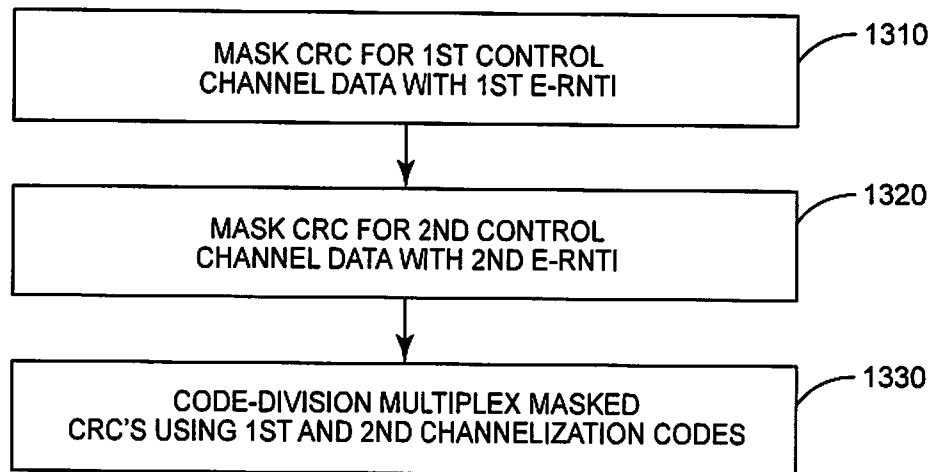 MASK CRC FOR 1ST CONTROL
CHANNEL DATA WITH 1ST E-RNTI
1310
MASK CRC FOR 2ND CONTROL
CHANNEL DATA WITH 2ND E-RNTI
1320
CODE-DIVISION MULTIPLEX MASKED
CRC'S USING 1ST AND 2ND CHANNELIZATION CODES
1330